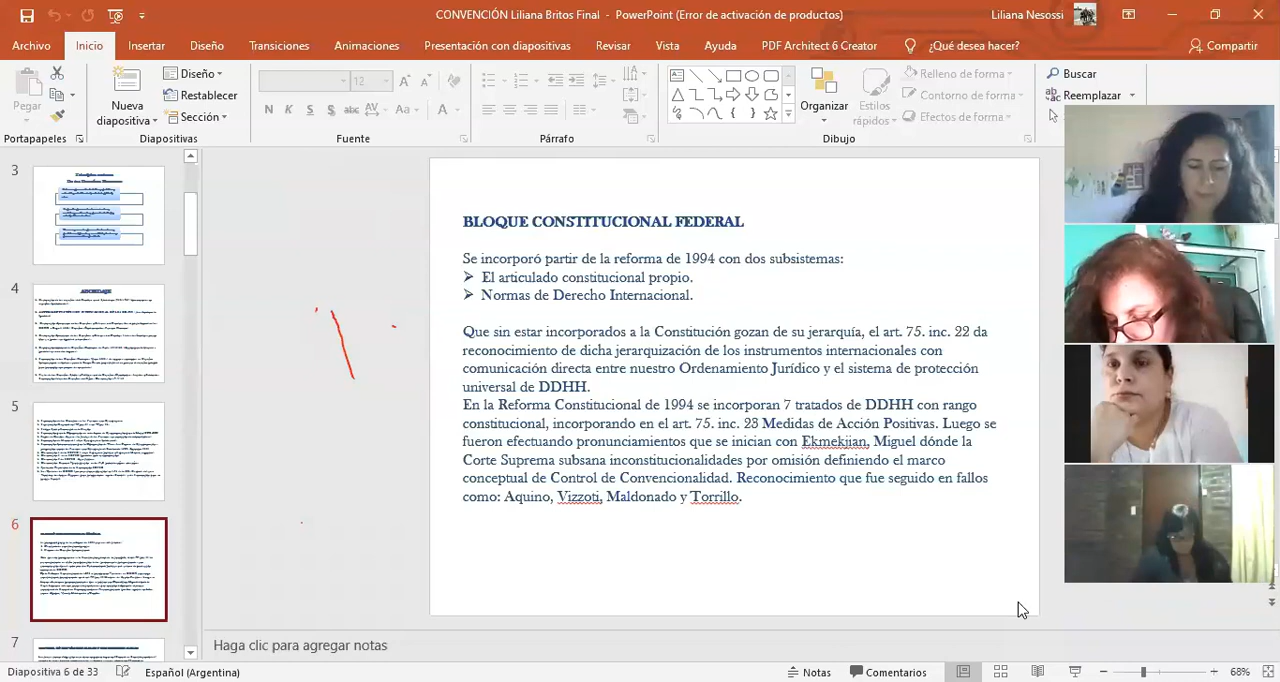 CONVENCIÓN Liliana Britos Final - PowerPoint (Error de activación de productos)
Liliana Nesossi
Archivo
Inicio
Insertar
Diseño
Transiciones
Animaciones
Presentación con diapositivas
Revisar
Vista
Ayuda
PDF Architect 6 Creator
¿Qué desea hacer?
Compartir
Pegar
Nueva diapositiva
Diseño
Restablecer
Sección
12
N K S S abc AV Aa A
Organizar
Estilos rápidos
Relleno de forma
Contorno de forma
Efectos de forma
Buscar
Reemplazar
Portapapeles
Diapositivas
Fuente
Párrafo
Dibujo
3
4
ABORDAJE
5
6
7
BLOQUE CONSTITUCIONAL FEDERAL
Se incorporó partir de la reforma de 1994 con dos subsistemas:
El articulado constitucional propio.
Normas de Derecho Internacional.
Que sin estar incorporados a la Constitución gozan de su jerarquía, el art. 75. inc. 22 da
reconocimiento de dicha jerarquización de los instrumentos internacionales con
comunicación directa entre nuestro Ordenamiento Jurídico y el sistema de protección
universal de DDHH.
En la Reforma Constitucional de 1994 se incorporan 7 tratados de DDHH con rango
constitucional, incorporando en el art. 75. inc. 23 Medidas de Acción Positivas. Luego se
fueron efectuando pronunciamientos que se inician con Ekmekjian, Miguel dónde la
Corte Suprema subsana inconstitucionalidades por omisión definiendo el marco
conceptual de Control de Convencionalidad. Reconocimiento que fue seguido en fallos
como: Aquino, Vizzoti, Maldonado y Torrillo.
Haga clic para agregar notas
Diapositiva 6 de 33
Español (Argentina)
Notas
Comentarios
68%